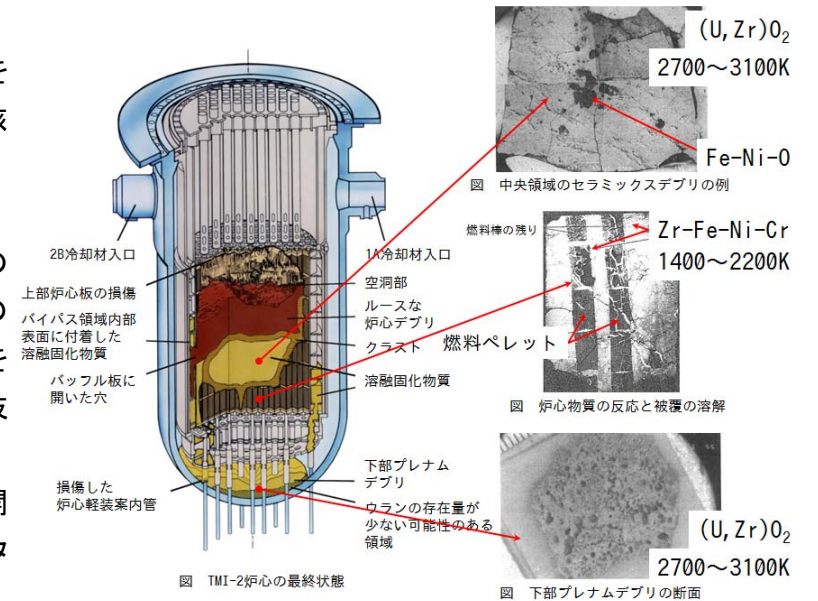 を
亥
の
の
を
支
開
タ
2B冷却材入口
上部炉心板の損傷
バイパス領域内部
表面に付着した
溶融固化物質
バッフル板に
開いた穴
損傷した
炉心軽装案内管
1A冷却材入口
空洞部
ルースな
炉心デブリ
クラスト
溶融固化物質
下部プレナム
デブリ
ウランの存在量が
少ない可能性のある
領域
図 TMI-2炉心の最終状態
(U,Zr)O₂
2700～3100K
Fe-Ni-O
図 中央領域のセラミックスデブリの例
燃料棒の残り
Zr-Fe-Ni-Cr
1400～2200K
燃料ペレット
図 炉心物質の反応と被覆の溶解
(U,Zr)O₂
2700～3100K
図 下部プレナムデブリの断面